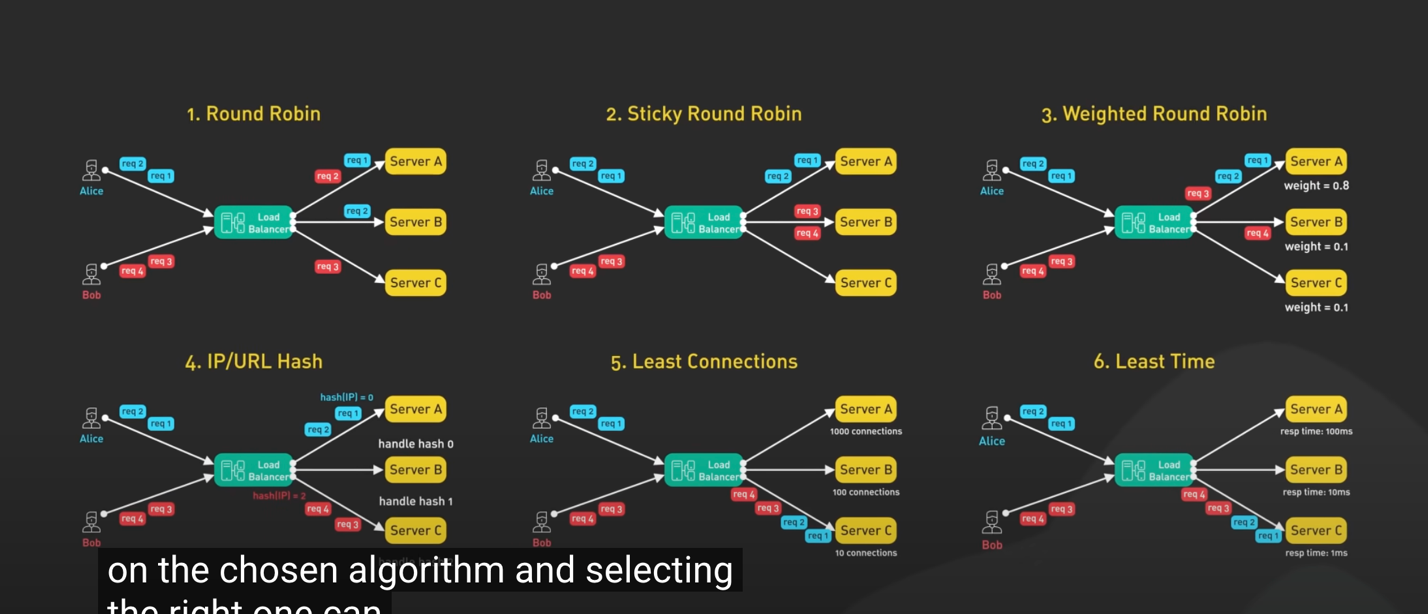 1. Round Robin
req 2
req 1
Alice
req 4
req 3
Bob
Load
Balancer
req 1
req 2
req 2
req 3
Server A
Server B
Server C
2. Sticky Round Robin
req 2
req 1
Alice
req 4
req 3
Bob
Load
Balancer
req 1
req 2
req 3
req 4
Server A
Server B
Server C
3. Weighted Round Robin
req 2
req 1
Alice
req 4
req 3
Bob
Load
Balancer
req 1
req 2
req 3
req 4
Server A
weight = 0.8
Server B
weight = 0.1
Server C
weight = 0.1
4. IP/URL Hash
req 2
req 1
Alice
req 4
req 3
Bob
Load
Balancer
hash(IP) = 0
req 1
req 2
hash(IP) = 2
req 4
req 3
Server A
handle hash 0
Server B
handle hash 1
Server C
5. Least Connections
req 2
req 1
Alice
req 4
req 3
Bob
Load
Balancer
req 4
req 3
req 2
req 1
Server A
1000 connections
Server B
100 connections
Server C
10 connections
6. Least Time
req 2
req 1
Alice
req 4
req 3
Bob
Load
Balancer
req 4
req 3
req 2
req 1
Server A
resp time: 100ms
Server B
resp time: 10ms
Server C
resp time: 1ms
on the chosen algorithm and selecting
the right one can